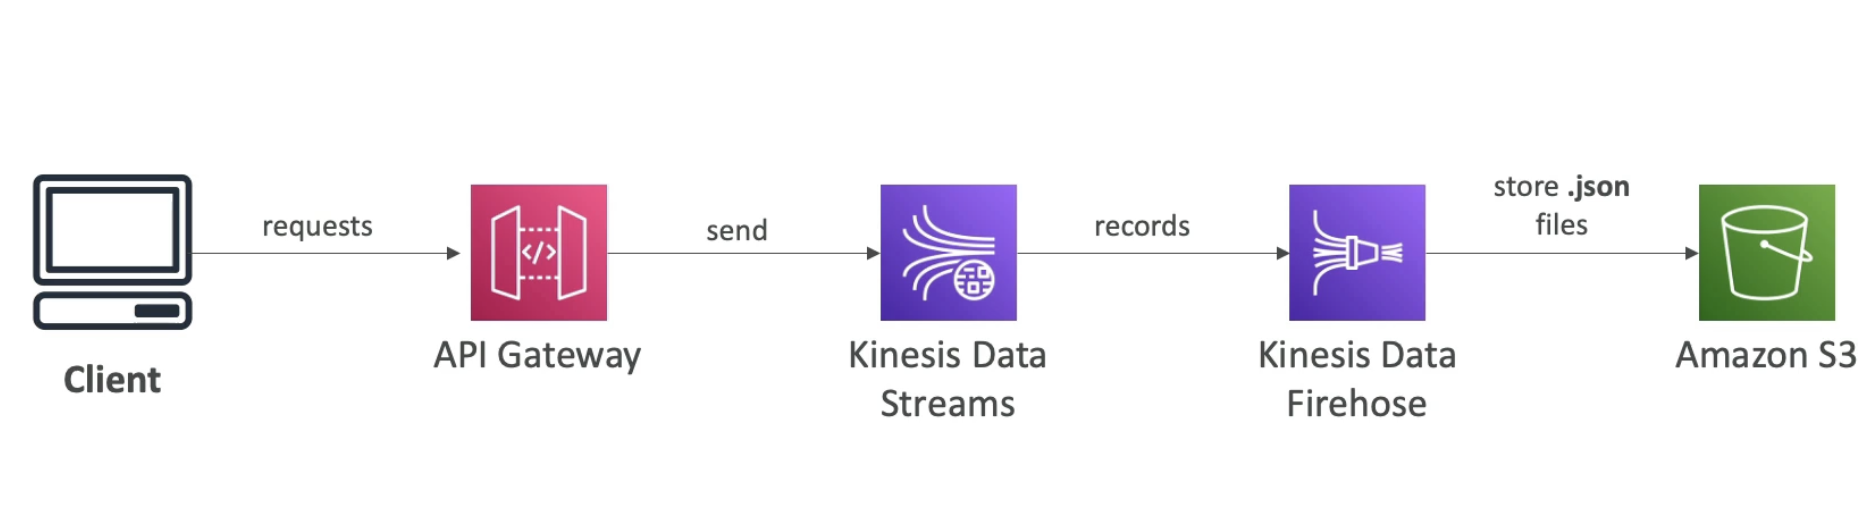 requests
send
records
store .json
files
</>
Client
API Gateway
Kinesis Data
Streams
Kinesis Data
Firehose
Amazon S3